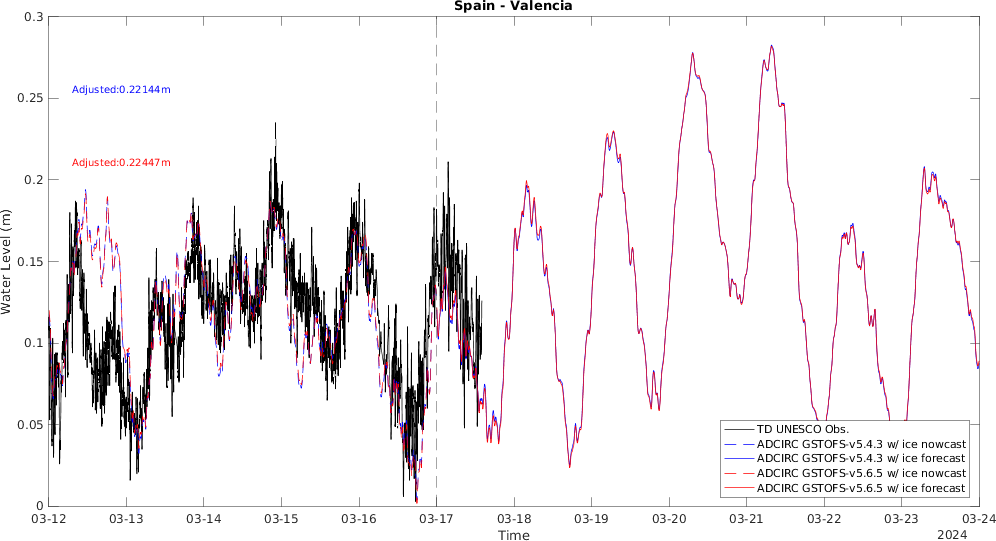 Spain - Valencia
0.3
0.25
0.2
0.15
0.1
0.05
0
Water Level (m)
Adjusted:0.22144m
Adjusted:0.22447m
TD UNESCO Obs.
ADCIRC GSTOFS-v5.4.3 w/ ice nowcast
ADCIRC GSTOFS-v5.4.3 w/ ice forecast
ADCIRC GSTOFS-v5.6.5 w/ ice nowcast
ADCIRC GSTOFS-v5.6.5 w/ ice forecast
03-12 03-13 03-14 03-15 03-16 03-17 03-18 03-19 03-20 03-21 03-22 03-23 03-24
Time
2024